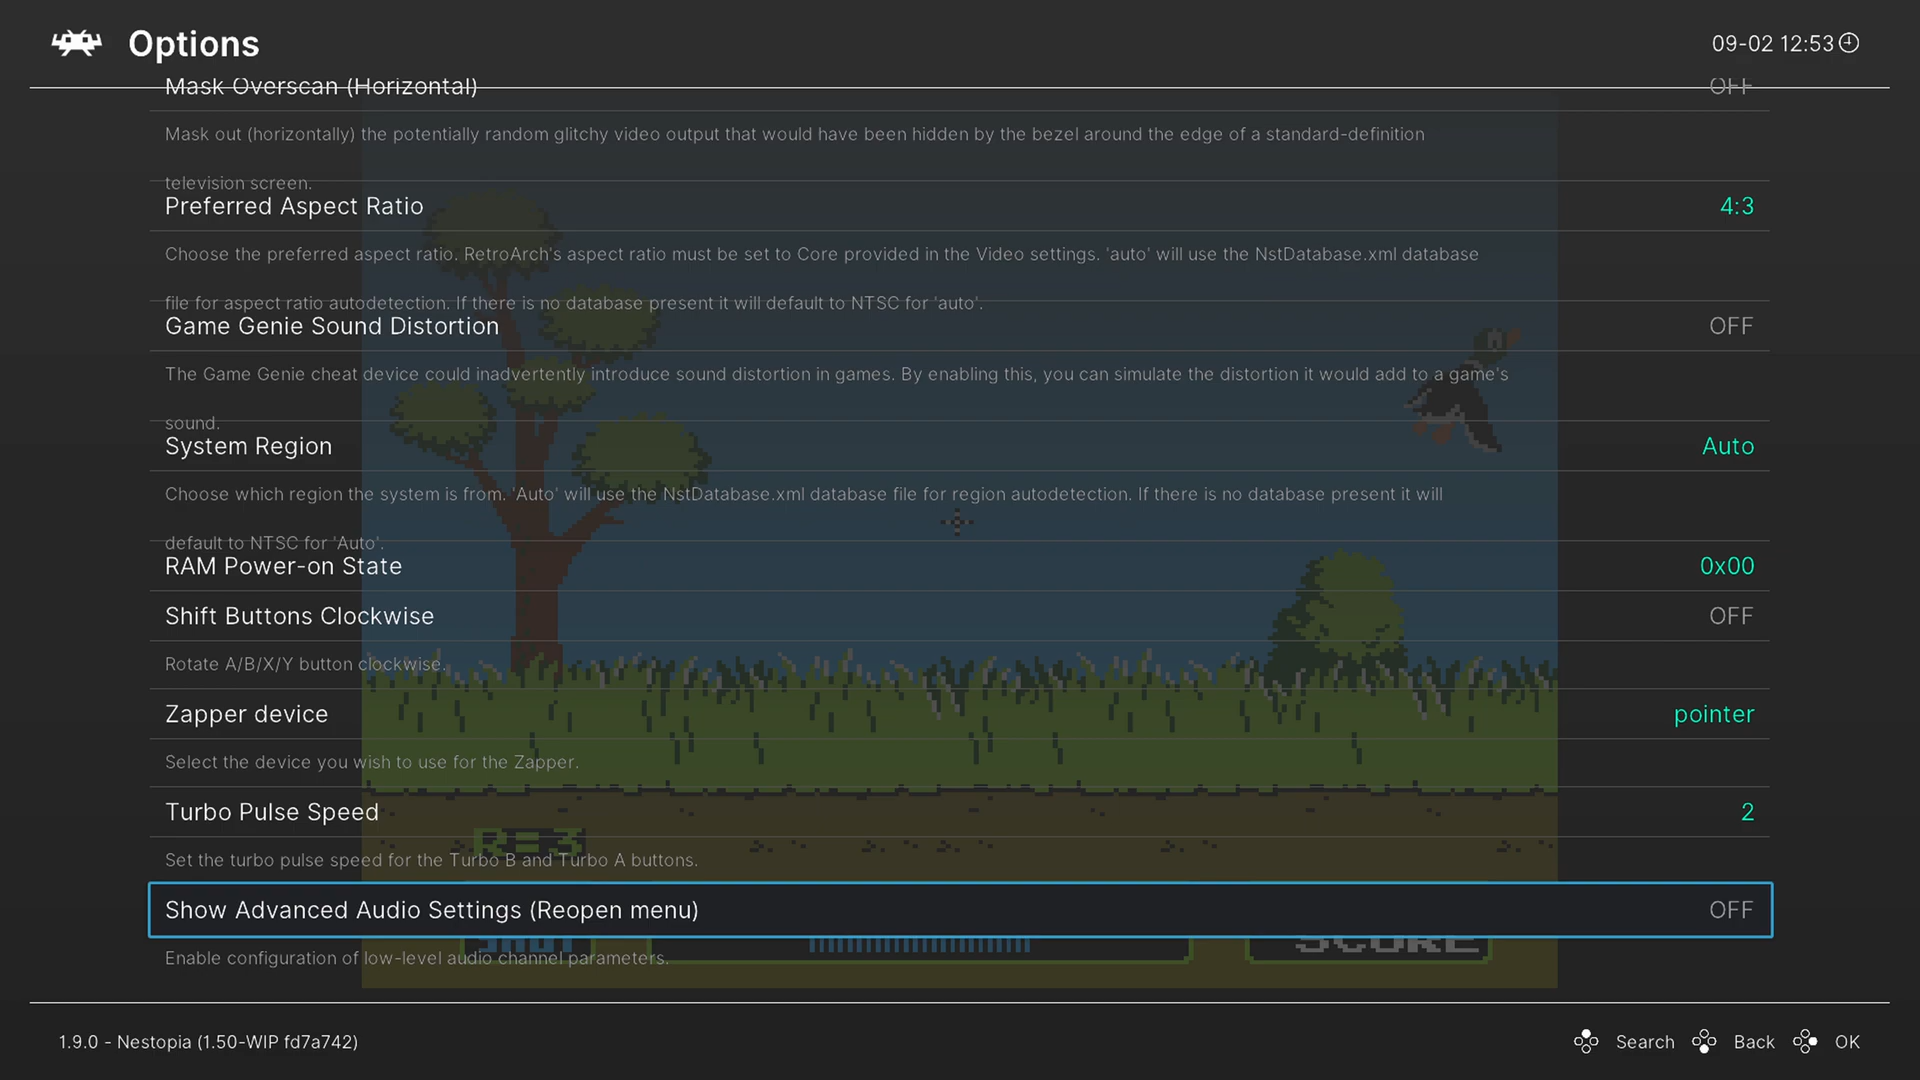 Options
09-02 12:53
Mask Overscan (Horizontal)
OFF
Mask out (horizontally) the potentially random glitchy video output that would have been hidden by the bezel around the edge of a standard-definition
television screen.
Preferred Aspect Ratio
4:3
Choose the preferred aspect ratio. RetroArch's aspect ratio must be set to Core provided in the Video settings. 'auto' will use the NstDatabase.xml database
file for aspect ratio autodetection. If there is no database present it will default to NTSC for 'auto'.
Game Genie Sound Distortion
OFF
The Game Genie cheat device could inadvertently introduce sound distortion in games. By enabling this, you can simulate the distortion it would add to a game's
sound.
System Region
Auto
Choose which region the system is from. 'Auto' will use the NstDatabase.xml database file for region autodetection. If there is no database present it will
default to NTSC for 'Auto'.
RAM Power-on State
0x00
Shift Buttons Clockwise
OFF
Rotate A/B/X/Y button clockwise.
Zapper device
pointer
Select the device you wish to use for the Zapper.
Turbo Pulse Speed
2
R=3
Set the turbo pulse speed for the Turbo B and Turbo A buttons.
Show Advanced Audio Settings (Reopen menu)
OFF
SHOT
SCORE
Enable configuration of low-level audio channel parameters.
1.9.0 - Nestopia (1.50-WIP fd7a742)
Search
Back
OK